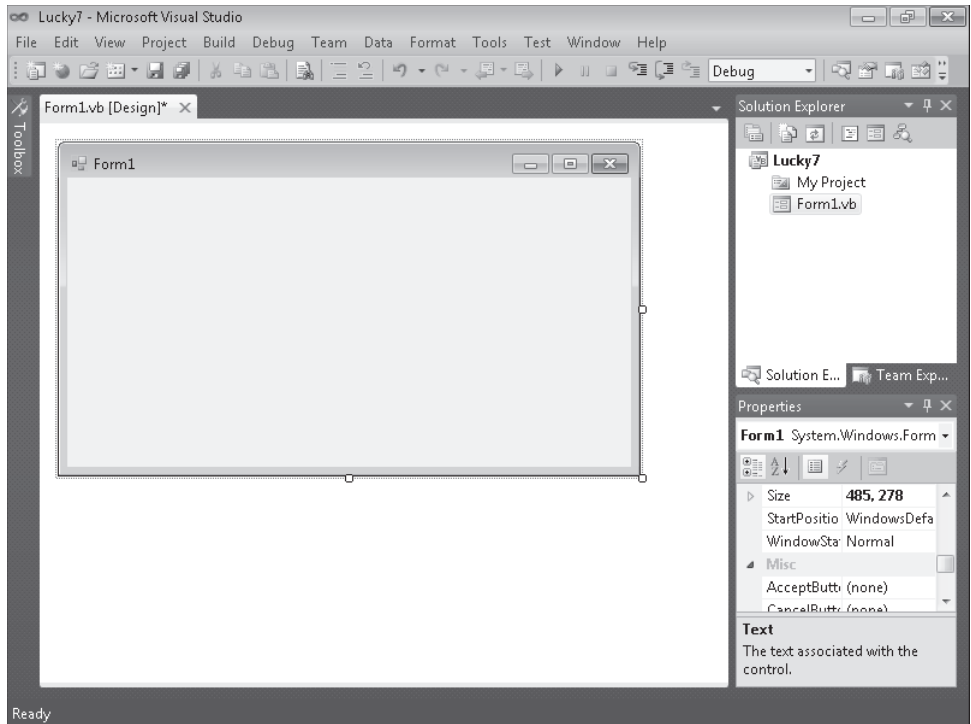 Lucky7 - Microsoft Visual Studio
File Edit View Project Build Debug Team Data Format Tools Test Window Help
Debug
Toolbox
Form1.vb [Design]*
Form1
Solution Explorer
Lucky7
My Project
Form1.vb
Solution E... Team Exp...
Properties
Form1 System.Windows.Form
Size 485, 278
StartPositio WindowsDefa
WindowSta Normal
Misc
AcceptButt (none)
CancelButt (none)
Text
The text associated with the
control.
Ready